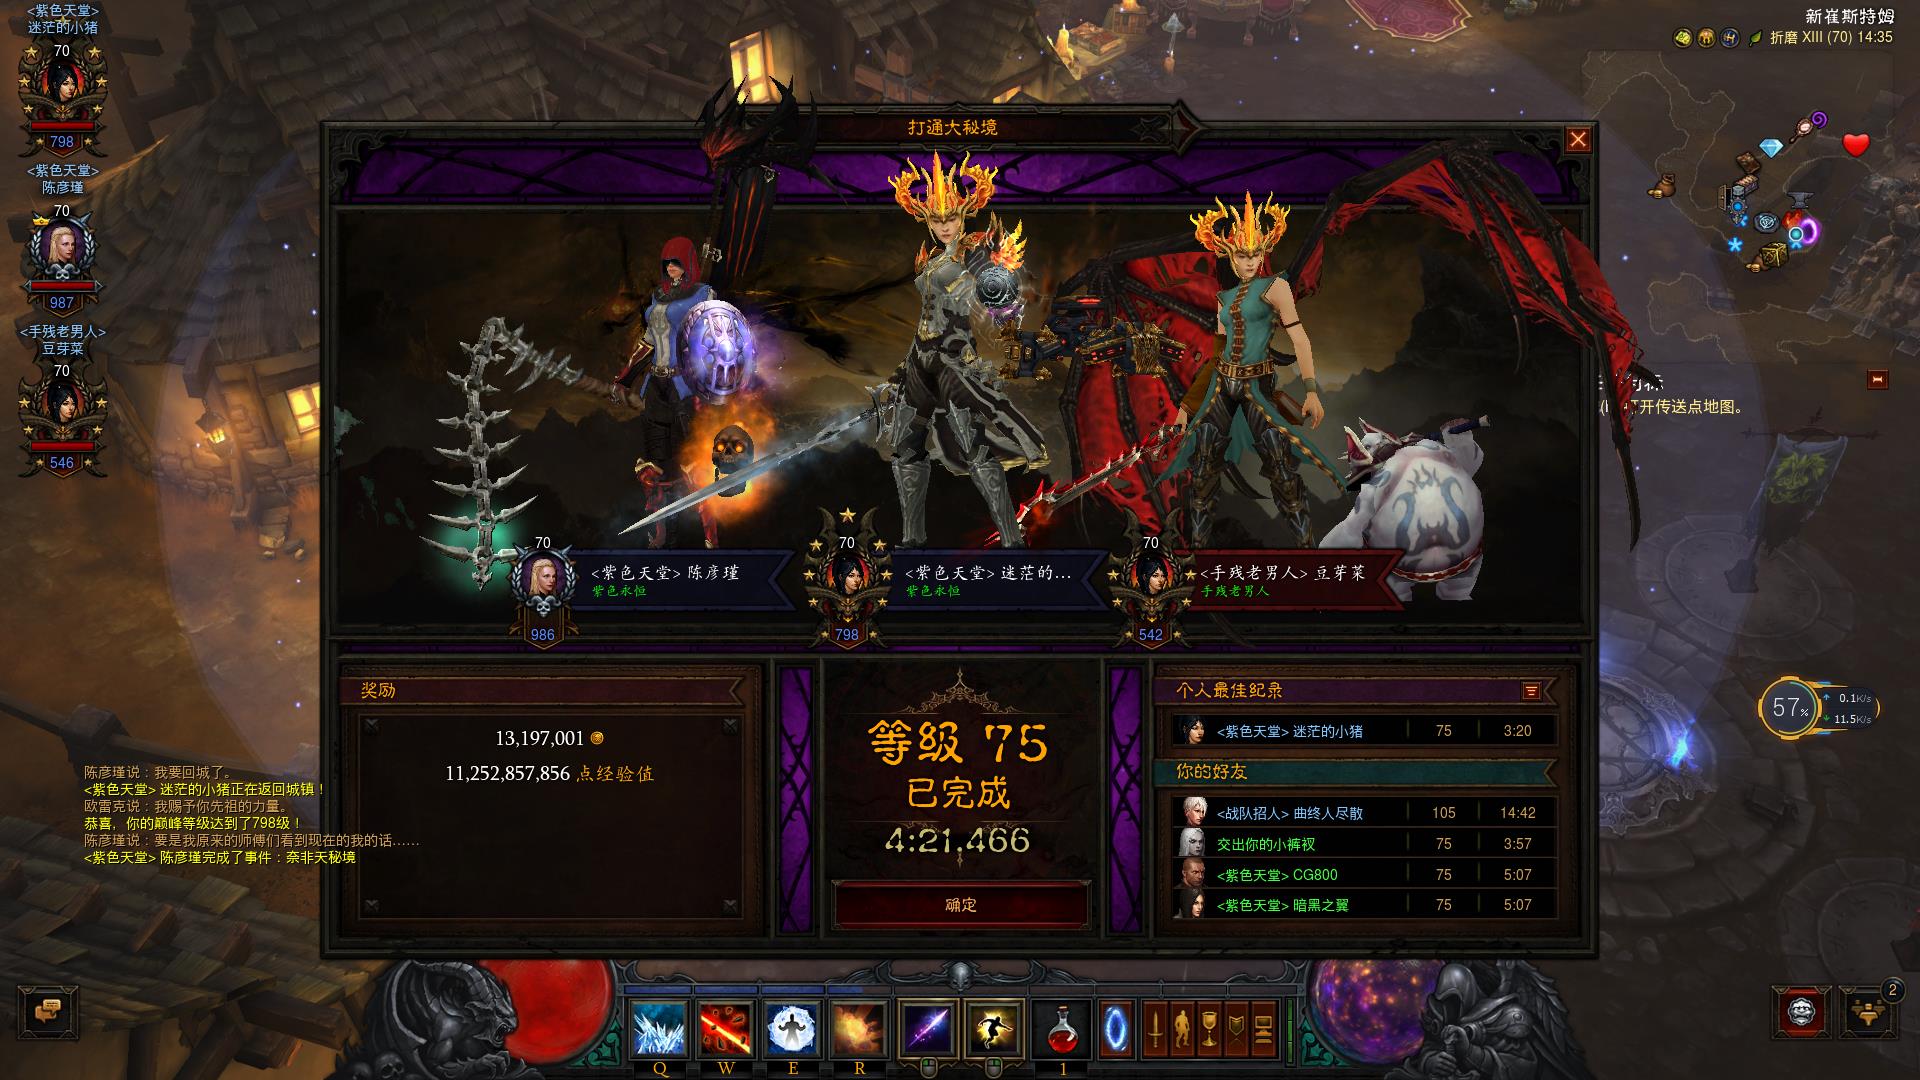 <紫色天堂>
迷茫的小猪
70
798
<紫色天堂>
陈彦瑾
70
987
<手残老男人>
豆芽菜
70
546
新崔斯特姆
折磨 XIII (70) 14:35
打开传送点地图。
57%
0.1K/s
11.5K/s
打通大秘境
70
<紫色天堂> 陈彦瑾
紫色永恒
986
70
<紫色天堂> 迷茫的...
紫色永恒
798
70
<手残老男人> 豆芽菜
手残老男人
542
奖励
13,197,001
11,252,857,856 点经验值
等级 75
已完成
4:21.466
确定
个人最佳纪录
<紫色天堂> 迷茫的小猪 75 3:20
你的好友
<战队招人> 曲终人尽散 105 14:42
交出你的小裤衩 75 3:57
<紫色天堂> CG800 75 5:07
<紫色天堂> 暗黑之翼 75 5:07
陈彦瑾说：我要回城了。
<紫色天堂> 迷茫的小猪正在返回城镇！
欧雷克说：我赐予你先祖的力量。
恭喜，你的巅峰等级达到了798级！
陈彦瑾说：要是我原来的师傅们看到现在的我的话……
<紫色天堂> 陈彦瑾完成了事件：奈非天秘境
Q
W
E
R
1
2